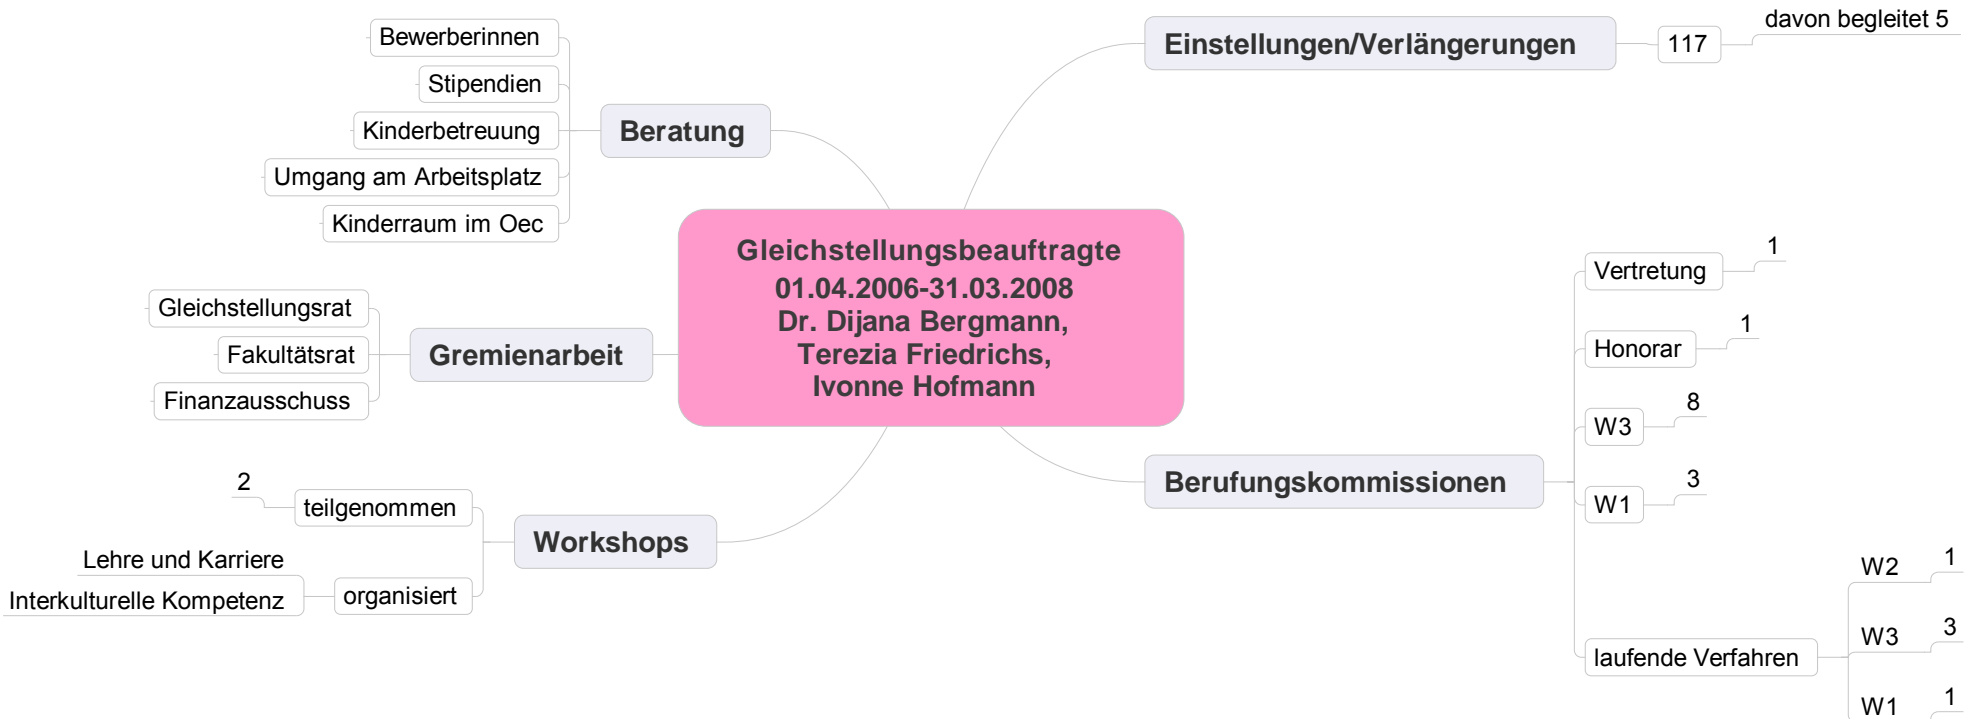 Gleichstellungsbeauftragte
01.04.2006-31.03.2008
Dr. Dijana Bergmann,
Terezia Friedrichs,
Ivonne Hofmann
Beratung
Bewerberinnen
Stipendien
Kinderbetreuung
Umgang am Arbeitsplatz
Kinderraum im Oec
Gremienarbeit
Gleichstellungsrat
Fakultätsrat
Finanzausschuss
Workshops
teilgenommen
2
organisiert
Lehre und Karriere
Interkulturelle Kompetenz
Einstellungen/Verlängerungen
117
davon begleitet 5
Berufungskommissionen
Vertretung
1
Honorar
1
W3
8
W1
3
laufende Verfahren
W2
1
W3
3
W1
1